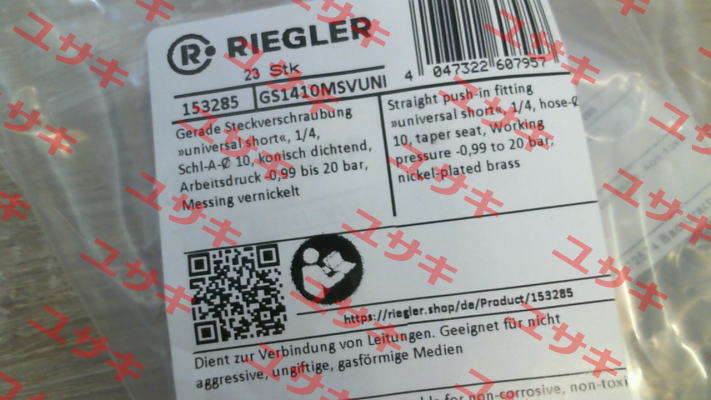 RIEGLER
23 Stk
4 047322 607957
153285
GS1410MSVUNI
Gerade Steckverschraubung
»universal short«, 1/4,
Schl-A-Ø 10, konisch dichtend,
Arbeitsdruck -0,99 bis 20 bar,
Messing vernickelt
Straight push-in fitting
»universal short«, 1/4, hose-Ø
10, taper seat, Working
pressure -0,99 to 20 bar,
nickel-plated brass
https://riegler.shop/de/Product/153285
Dient zur Verbindung von Leitungen. Geeignet für nicht
aggressive, ungiftige, gasförmige Medien
for non-corrosive, non-toxi
ユサキ